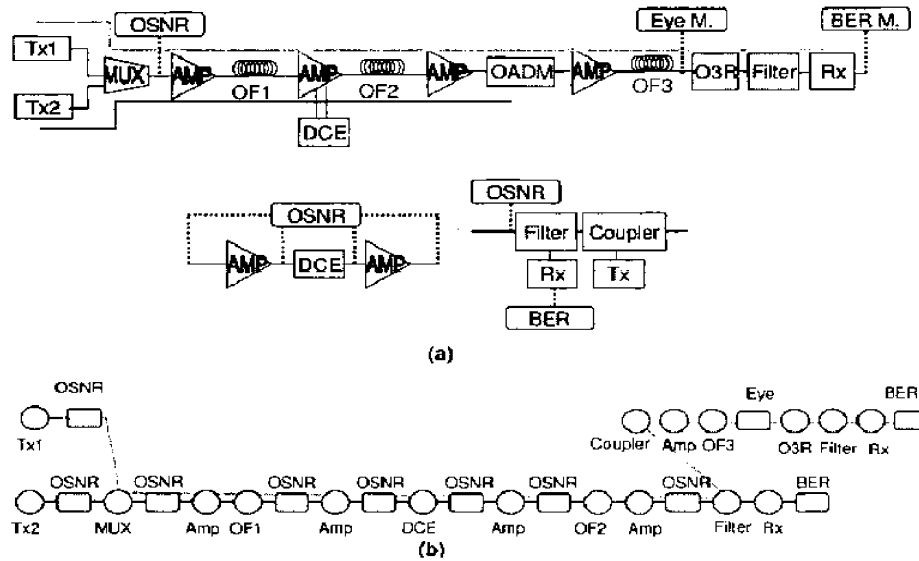 OSNR
Eye M.
BER M.
Tx1
MUX
AMP
OF1
AMP
OF2
AMP
OADM
AMP
OF3
O3R
Filter
Rx
Tx2
DCE
OSNR
AMP
DCE
AMP
OSNR
Filter
Coupler
Rx
Tx
BER
(a)
OSNR
Tx1
Eye
BER
Coupler
Amp
OF3
O3R
Filter
Rx
OSNR
OSNR
OSNR
OSNR
OSNR
OSNR
OSNR
BER
Tx2
MUX
Amp
OF1
Amp
DCE
Amp
OF2
Amp
Filter
Rx
(b)